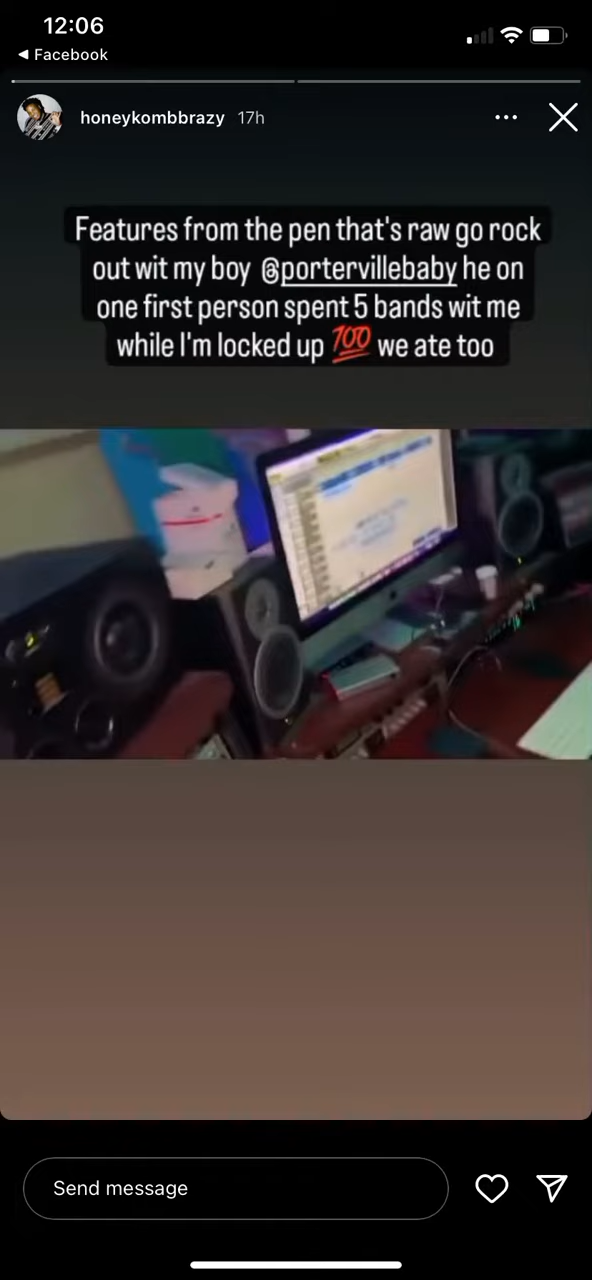 12:06
◀ Facebook
honeykombbrazy 17h
Features from the pen that's raw go rock
out wit my boy @portervillebaby he on
one first person spent 5 bands wit me
while I'm locked up 💯 we ate too
Send message